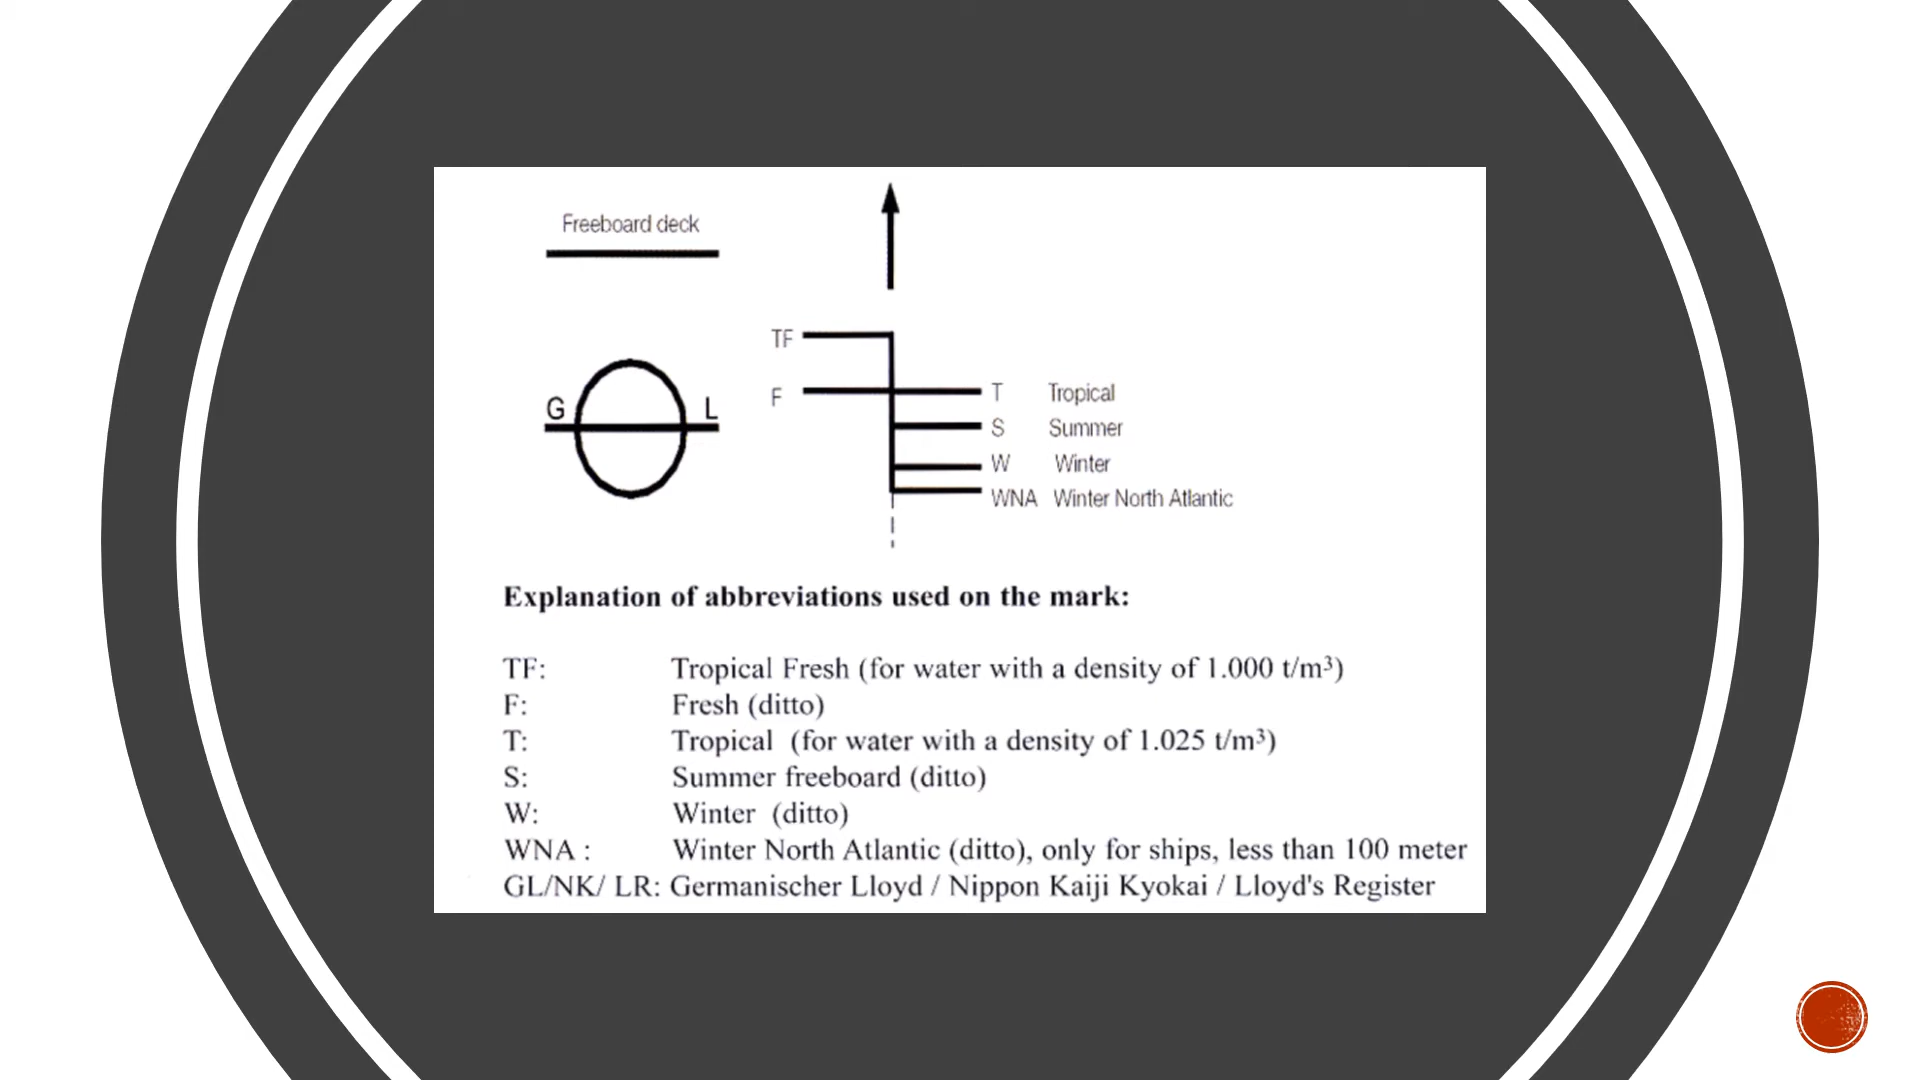 Freeboard deck
TF
F
G L
T Tropical
S Summer
W Winter
WNA Winter North Atlantic
Explanation of abbreviations used on the mark:
TF: Tropical Fresh (for water with a density of 1.000 t/m³)
F: Fresh (ditto)
T: Tropical (for water with a density of 1.025 t/m³)
S: Summer freeboard (ditto)
W: Winter (ditto)
WNA : Winter North Atlantic (ditto), only for ships, less than 100 meter
GL/NK/ LR: Germanischer Lloyd / Nippon Kaiji Kyokai / Lloyd's Register